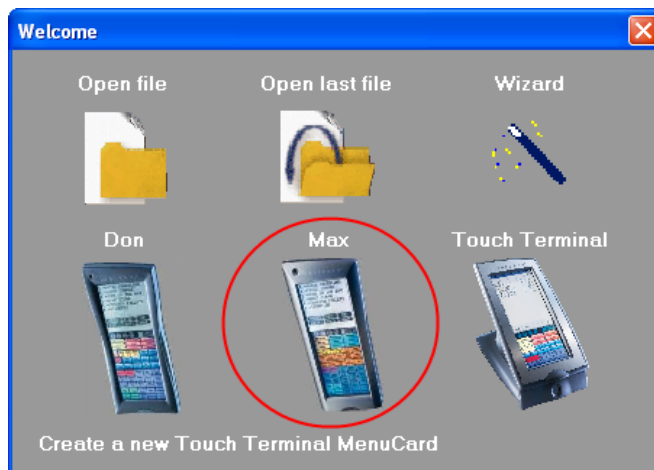 Welcome
Open file Open last file Wizard
Don Max Touch Terminal
Create a new Touch Terminal MenuCard